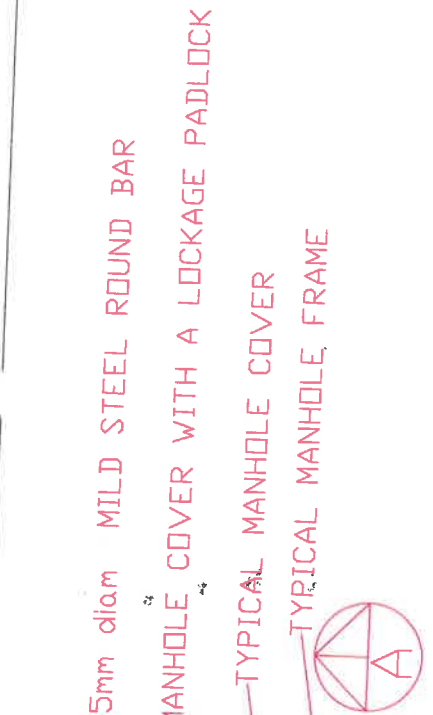 5mm diam MILD STEEL ROUND BAR
MANHOLE COVER WITH A LOCKAGE PADLOCK
TYPICAL MANHOLE COVER
TYPICAL MANHOLE FRAME
A